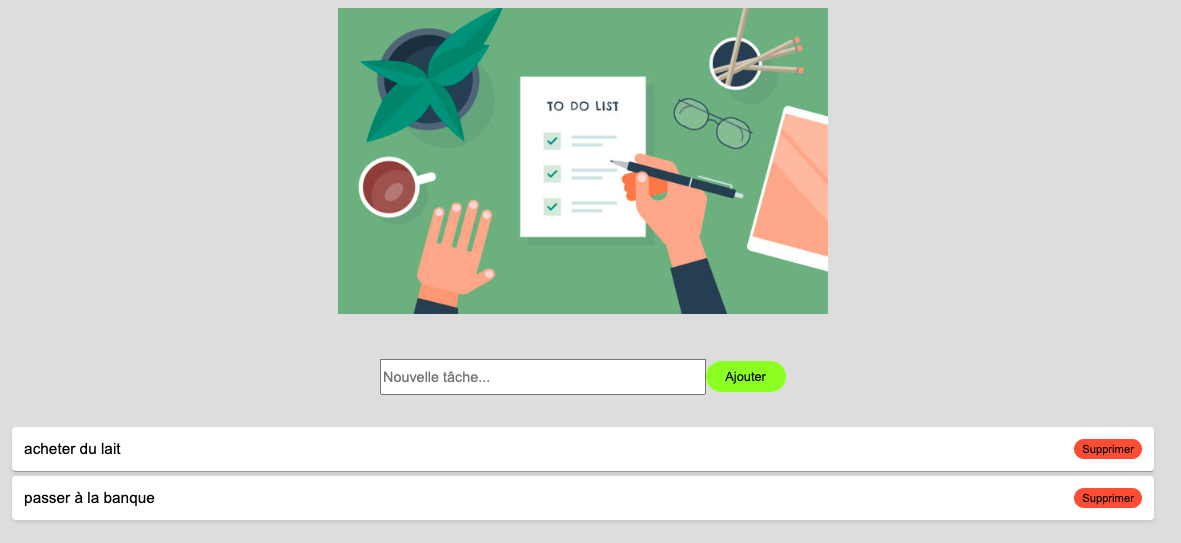 TO DO LIST
Nouvelle tâche...
Ajouter
acheter du lait
Supprimer
passer à la banque
Supprimer